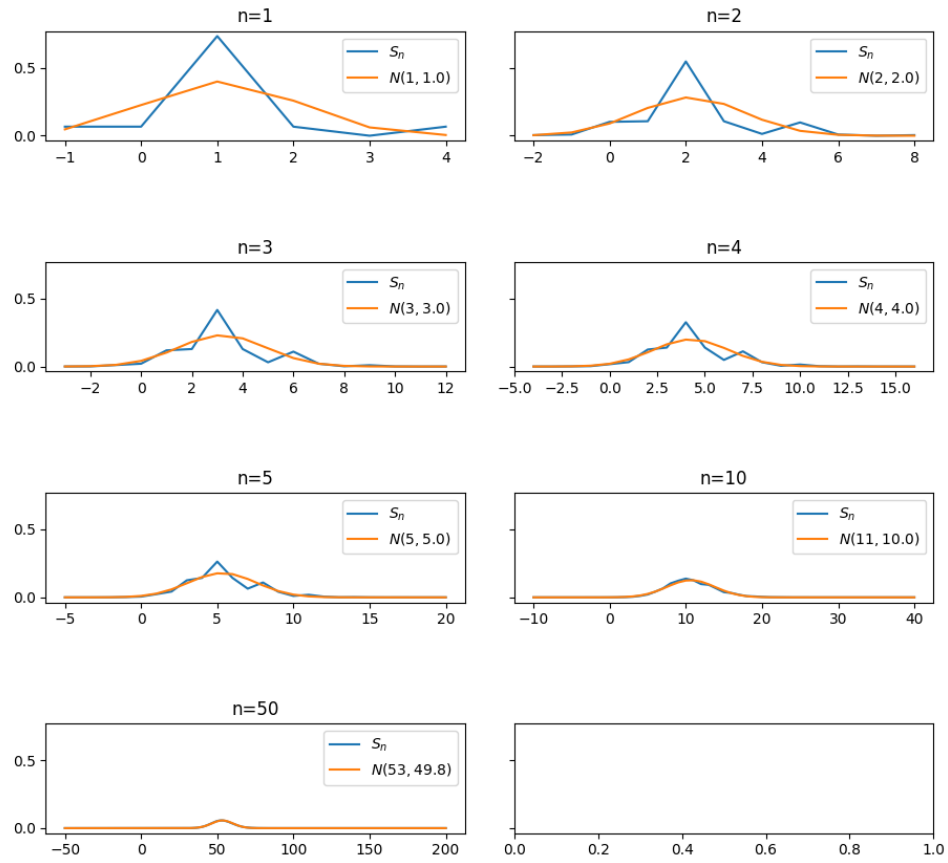 n=1
0.5
0.0
S_n
N(1, 1.0)
−1 0 1 2 3 4
n=2
S_n
N(2, 2.0)
−2 0 2 4 6 8
n=3
0.5
0.0
S_n
N(3, 3.0)
−2 0 2 4 6 8 10 12
n=4
S_n
N(4, 4.0)
−5.0 −2.5 0.0 2.5 5.0 7.5 10.0 12.5 15.0
n=5
0.5
0.0
S_n
N(5, 5.0)
−5 0 5 10 15 20
n=10
S_n
N(11, 10.0)
−10 0 10 20 30 40
n=50
0.5
0.0
S_n
N(53, 49.8)
−50 0 50 100 150 200
0.0 0.2 0.4 0.6 0.8 1.0